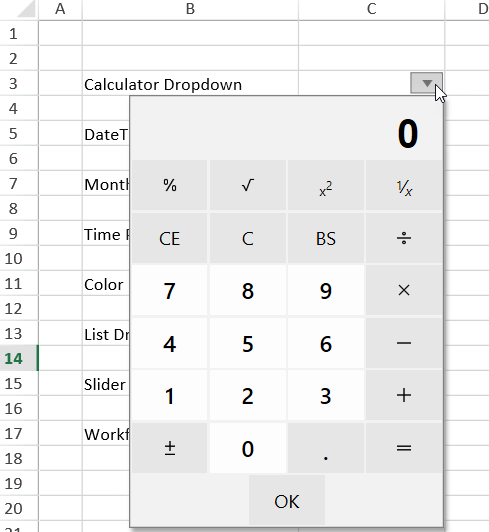 A B C D
1
2
3 Calculator Dropdown
4
0
5 DateT
6
7 Month
% √ x² ¹⁄ₓ
8
9 Time
CE C BS ÷
10
11 Color
7 8 9 ×
12
13 List Dr
4 5 6 −
14
15 Slider
1 2 3 +
16
17 Workf
± 0 . =
18
19
20
OK
21